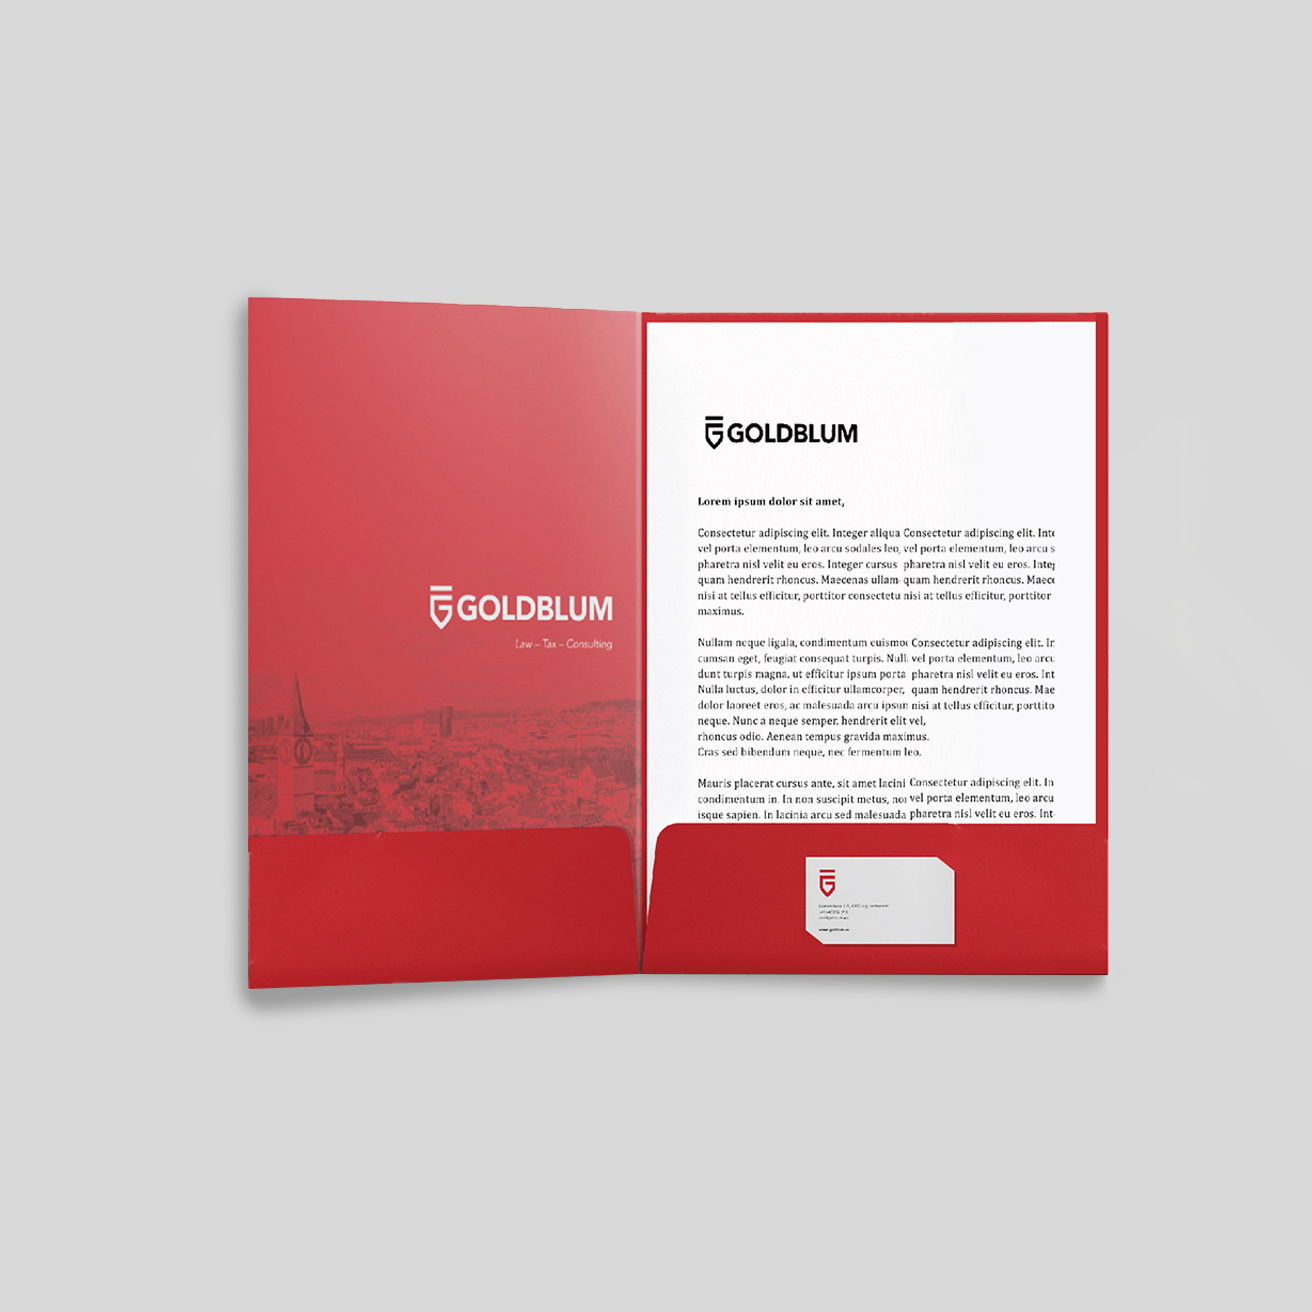 GOLDBLUM
Law – Tax – Consulting
GOLDBLUM
Lorem ipsum dolor sit amet,
Consectetur adipiscing elit. Integer aliqua Consectetur adipiscing elit. Inte
vel porta elementum, leo arcu sodales leo, vel porta elementum, leo arcu s
pharetra nisl velit eu eros. Integer cursus pharetra nisl velit eu eros. Integ
quam hendrerit rhoncus. Maecenas ullam- quam hendrerit rhoncus. Maece
nisi at tellus efficitur, porttitor consectetu nisi at tellus efficitur, porttitor
maximus.
Nullam neque ligula, condimentum euismod Consectetur adipiscing elit. In
cumsan eget, feugiat consequat turpis. Null vel porta elementum, leo arcu
dunt turpis magna, ut efficitur ipsum porta pharetra nisl velit eu eros. Int
Nulla luctus, dolor in efficitur ullamcorper, quam hendrerit rhoncus. Mae
dolor laoreet eros, ac malesuada arcu ipsum nisi at tellus efficitur, porttito
neque. Nunc a neque semper, hendrerit elit vel,
rhoncus odio. Aenean tempus gravida maximus.
Cras sed bibendum neque, nec fermentum leo.
Mauris placerat cursus ante, sit amet lacini Consectetur adipiscing elit. In
condimentum in. In non suscipit metus, non vel porta elementum, leo arcu
isque sapien. In lacinia arcu sed malesuada pharetra nisl velit eu eros. Int